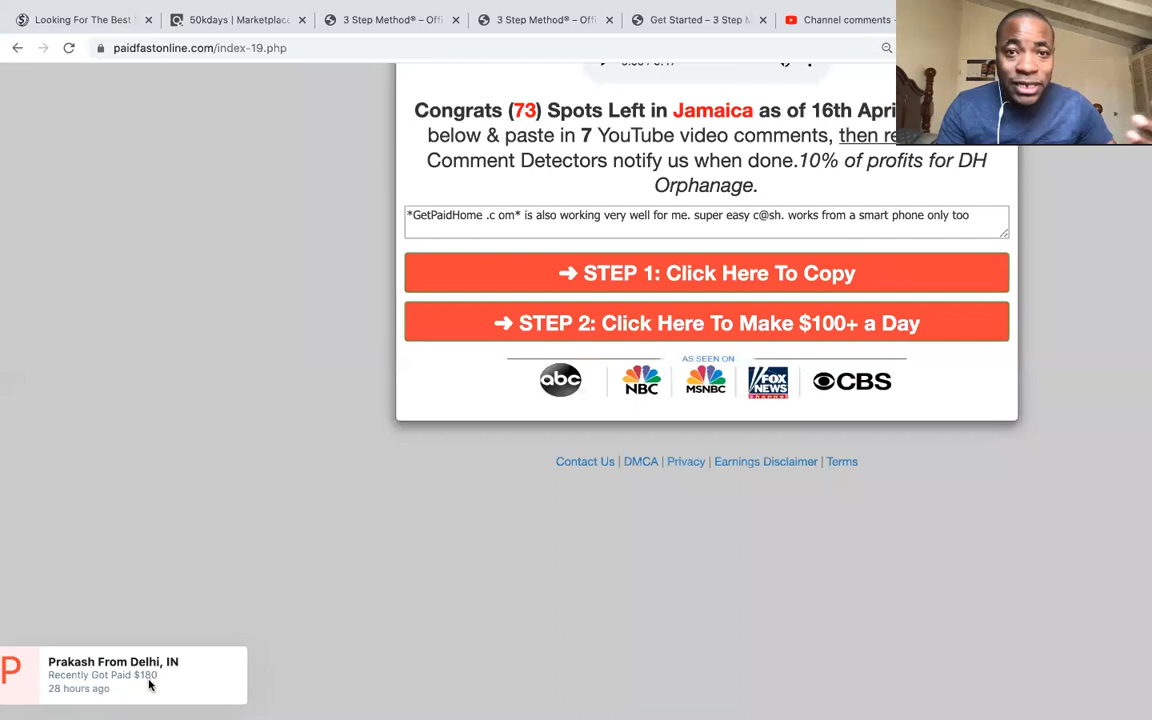 Looking For The Best
50kdays | Marketplac
3 Step Method® – Offi
3 Step Method® – Offi
Get Started – 3 Step M
Channel comments -
paidfastonline.com/index-19.php
Congrats (73) Spots Left in Jamaica as of 16th Apri
below & paste in 7 YouTube video comments, then re
Comment Detectors notify us when done.10% of profits for DH
Orphanage.
*GetPaidHome .c om* is also working very well for me. super easy c@sh. works from a smart phone only too
➜ STEP 1: Click Here To Copy
➜ STEP 2: Click Here To Make $100+ a Day
AS SEEN ON
abc
NBC
MSNBC
FOX
NEWS
channel
CBS
Contact Us | DMCA | Privacy | Earnings Disclaimer | Terms
P
Prakash From Delhi, IN
Recently Got Paid $180
28 hours ago